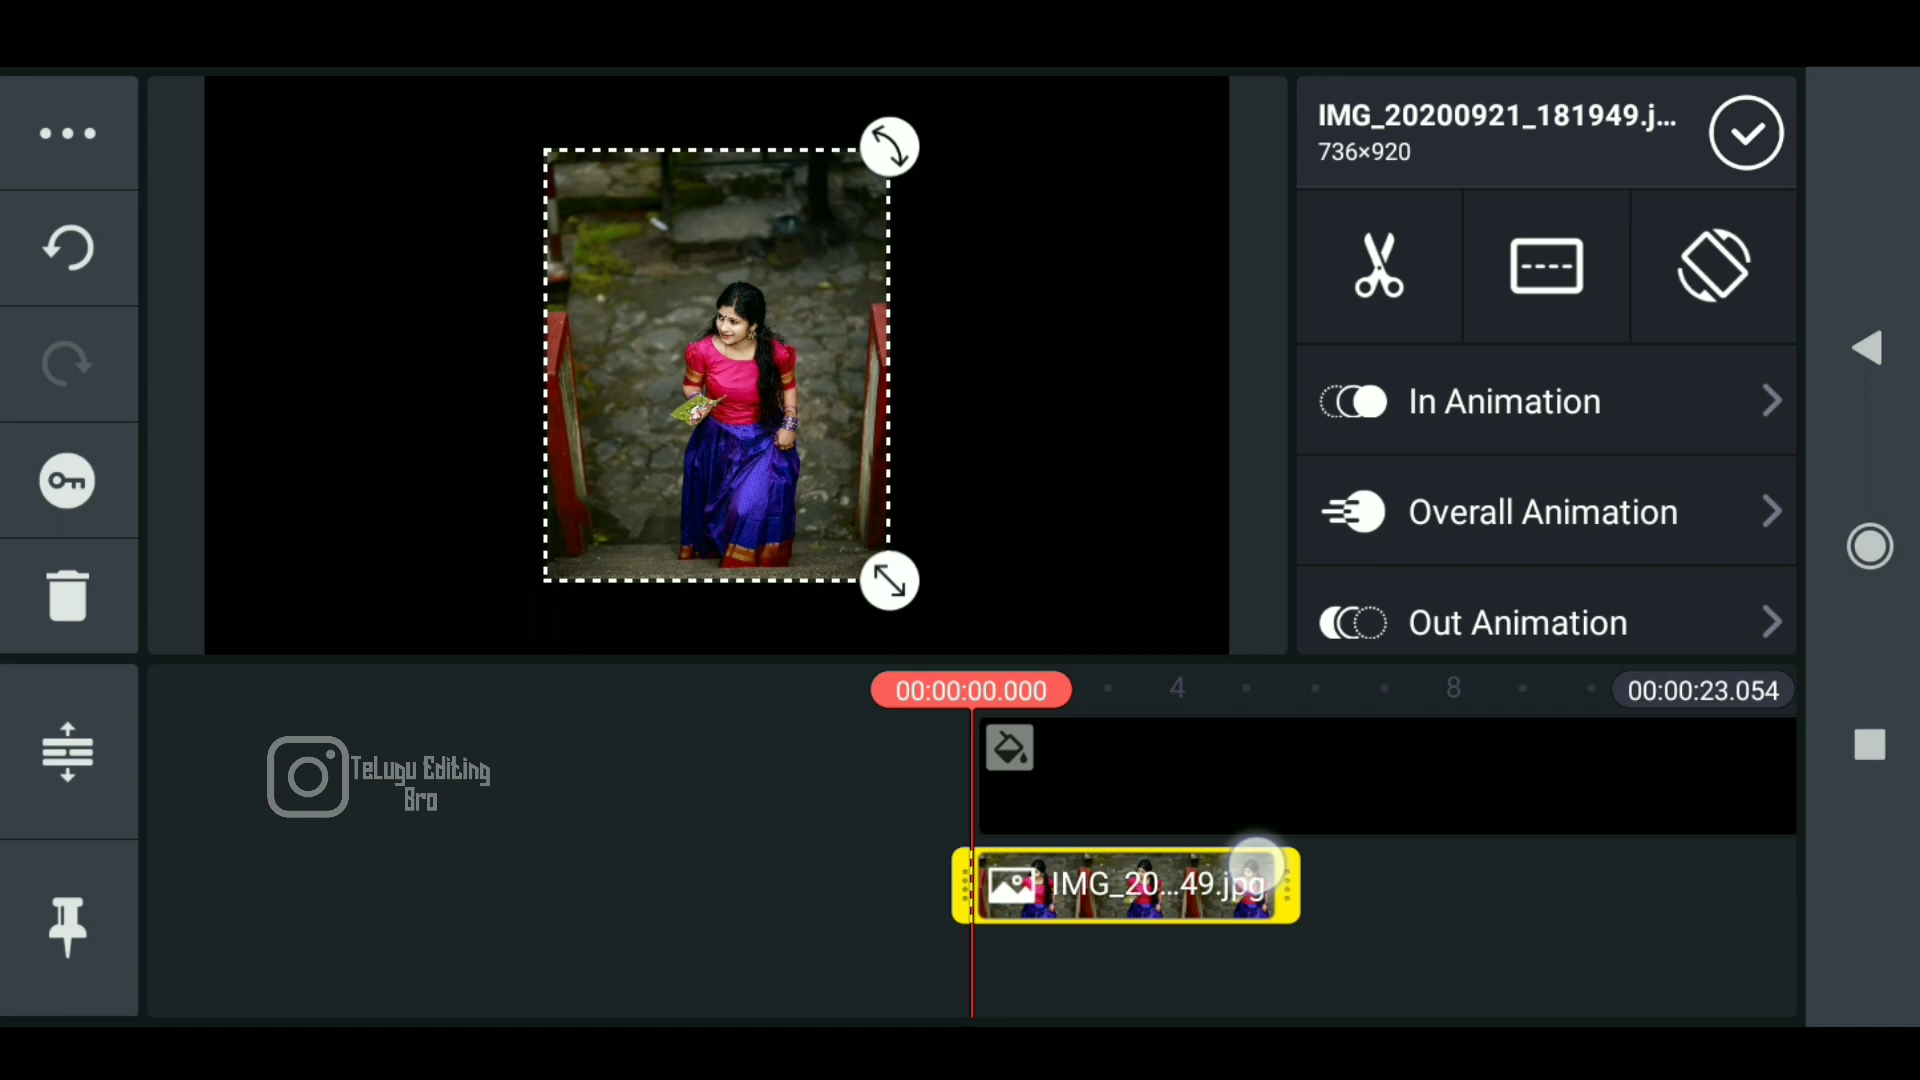 IMG_20200921_181949.j...
736×920
In Animation
Overall Animation
Out Animation
00:00:00.000
4
8
00:00:23.054
Telugu Editing
Bro
IMG_20...49.jpg